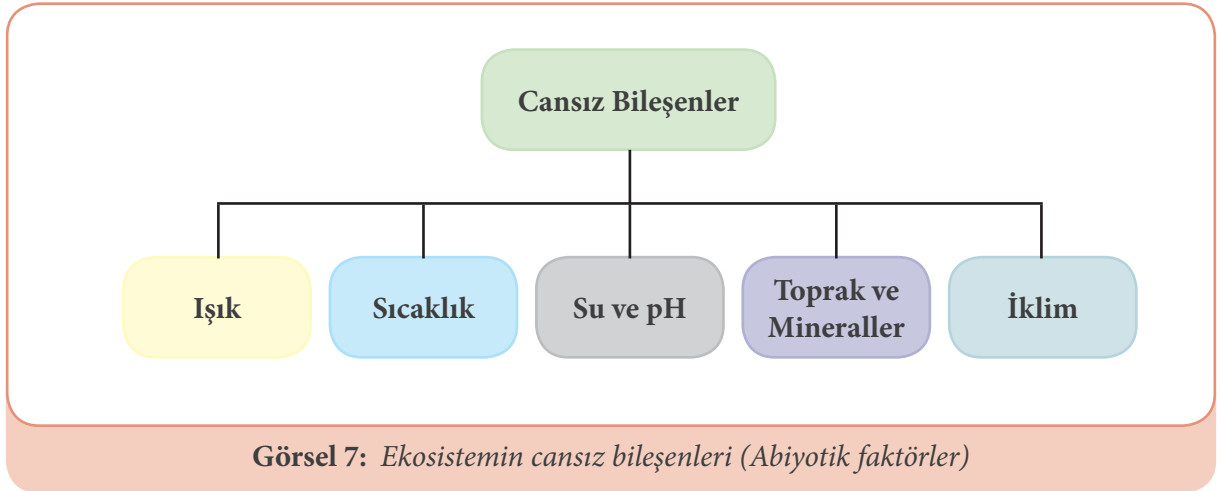 Cansız Bileşenler
Işık
Sıcaklık
Su ve pH
Toprak ve
Mineraller
İklim
Görsel 7: Ekosistemin cansız bileşenleri (Abiyotik faktörler)